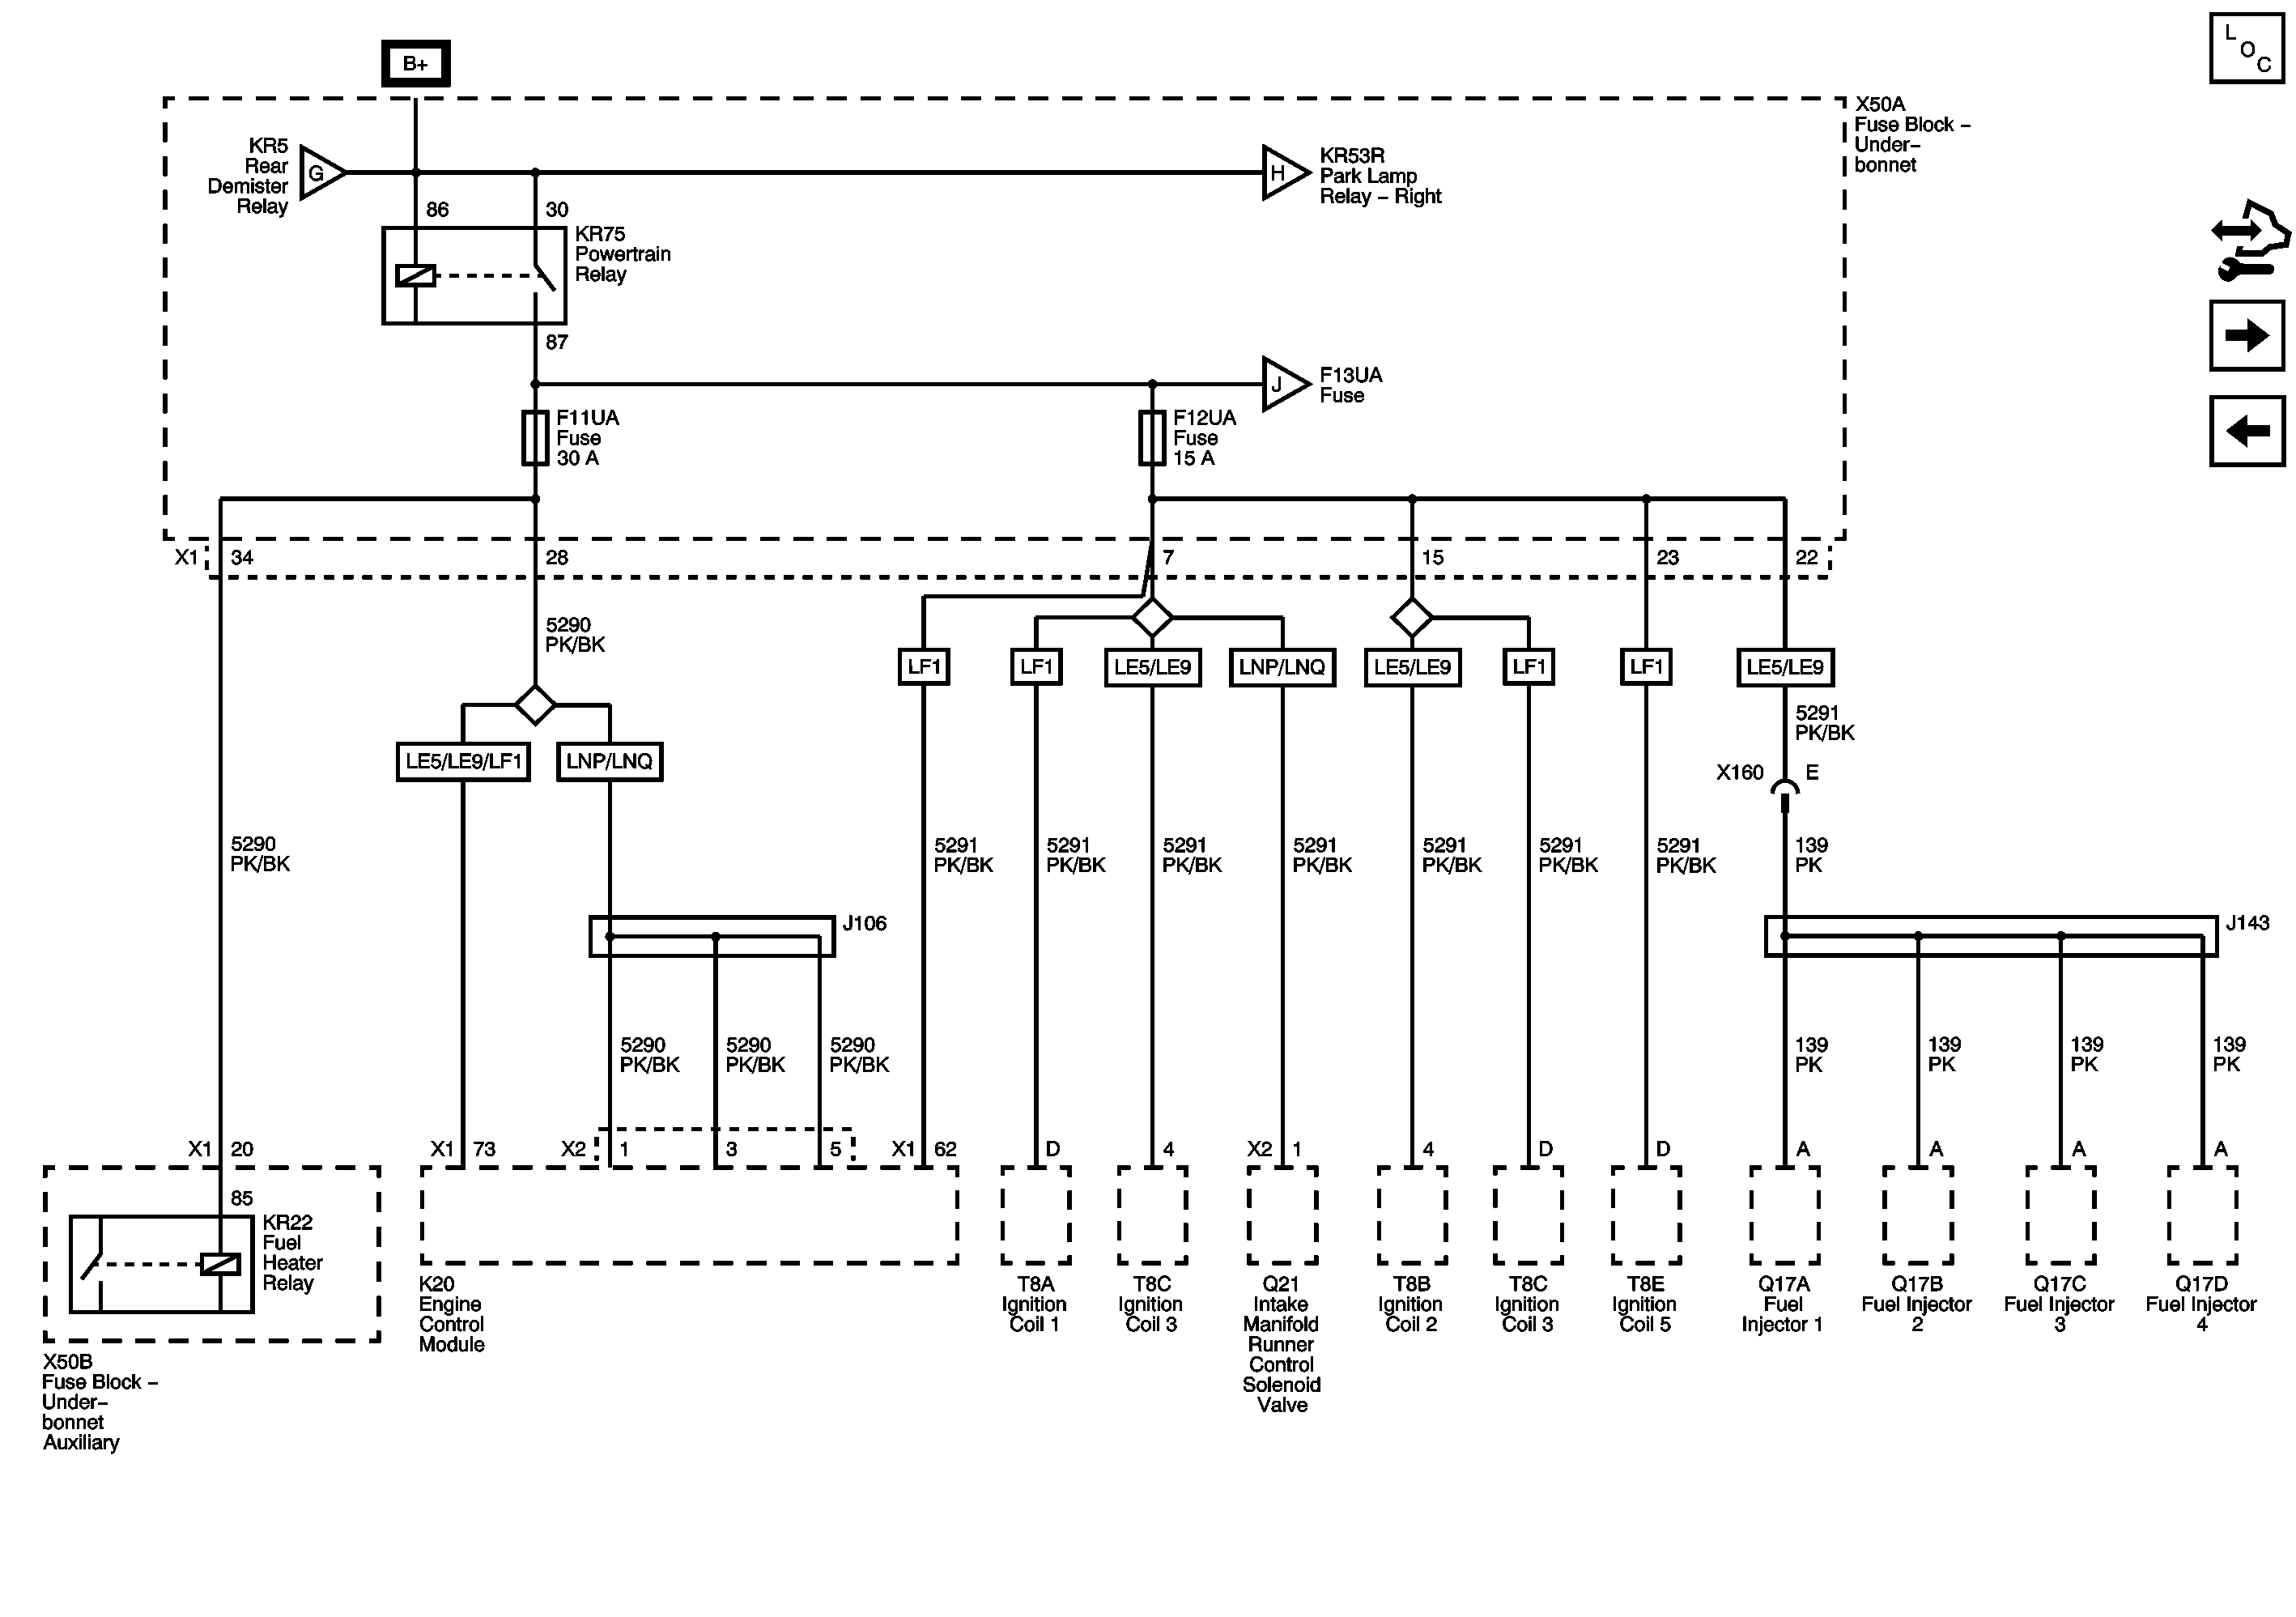 L
O
C
B+
X50A
Fuse Block –
Under–
bonnet
KR5
Rear
Demister
Relay
G
H
KR53R
Park Lamp
Relay – Right
86
30
KR75
Powertrain
Relay
87
J
F13UA
Fuse
F11UA
Fuse
30 A
F12UA
Fuse
15 A
X1
34
28
7
15
23
22
5290
PK/BK
LF1
LF1
LE5/LE9
LNP/LNQ
LE5/LE9
LF1
LF1
LE5/LE9
5291
PK/BK
LE5/LE9/LF1
LNP/LNQ
X160
E
5290
PK/BK
5291
PK/BK
5291
PK/BK
5291
PK/BK
5291
PK/BK
5291
PK/BK
5291
PK/BK
5291
PK/BK
139
PK
J106
J143
5290
PK/BK
5290
PK/BK
5290
PK/BK
139
PK
139
PK
139
PK
139
PK
X1
20
X1
73
X2
1
3
5
X1
62
D
4
X2
1
4
D
D
A
A
A
A
85
KR22
Fuel
Heater
Relay
X50B
Fuse Block –
Under–
bonnet
Auxiliary
K20
Engine
Control
Module
T8A
Ignition
Coil 1
T8C
Ignition
Coil 3
Q21
Intake
Manifold
Runner
Control
Solenoid
Valve
T8B
Ignition
Coil 2
T8C
Ignition
Coil 3
T8E
Ignition
Coil 5
Q17A
Fuel
Injector 1
Q17B
Fuel Injector
2
Q17C
Fuel Injector
3
Q17D
Fuel Injector
4